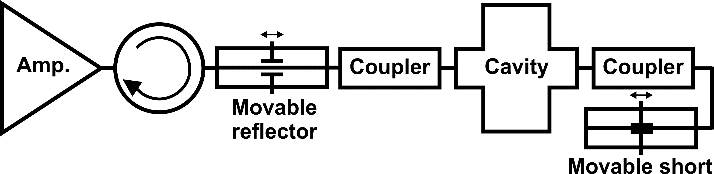 Amp.
Movable
reflector
Coupler
Cavity
Coupler
Movable short